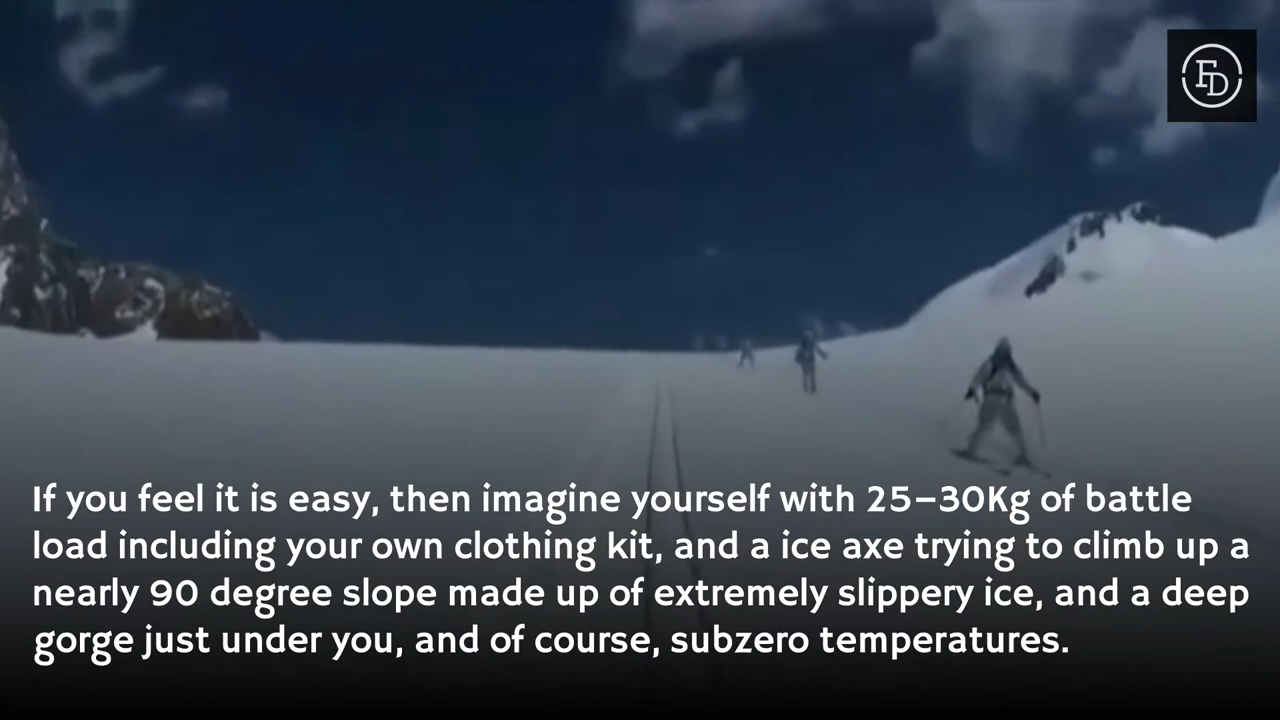 FD
If you feel it is easy, then imagine yourself with 25–30Kg of battle
load including your own clothing kit, and a ice axe trying to climb up a
nearly 90 degree slope made up of extremely slippery ice, and a deep
gorge just under you, and of course, subzero temperatures.